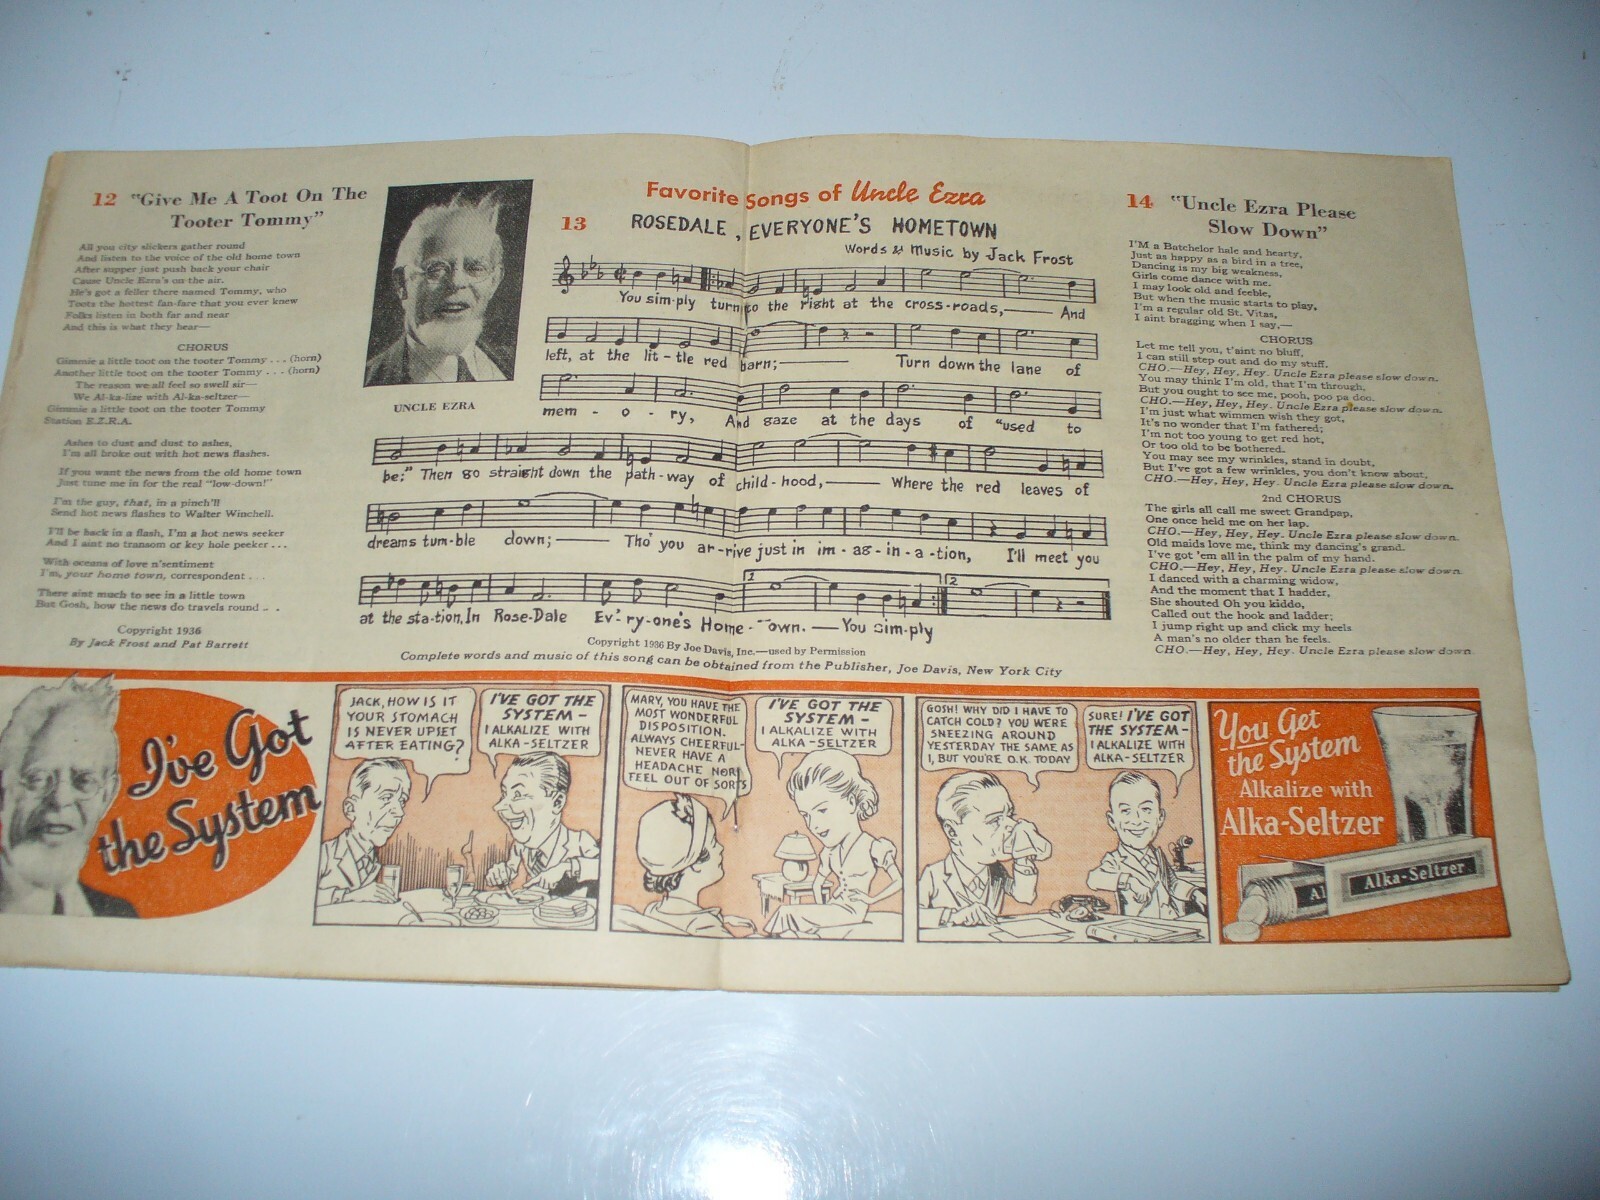 12 "Give Me A Toot On The
Tooter Tommy"
All you city slickers gather round
And listen to the voice of the old home town
After supper just push back your chair
Cause Uncle Ezra's on the air.
He's got a feller there named Tommy, who
Toots the hottest fan-fare that you ever knew
Folks listen in both far and near
And this is what they hear—
CHORUS
Gimmie a little toot on the tooter Tommy . . . (horn)
Another little toot on the tooter Tommy . . . (horn)
The reason we all feel so swell sir—
We Al-ka-lize with Al-ka-seltzer—
Gimmie a little toot on the tooter Tommy
Station E.Z.R.A.
Ashes to dust and dust to ashes,
I'm all broke out with hot news flashes.
If you want the news from the old home town
Just tune me in for the real "low-down!"
I'm the guy, that, in a pinch'll
Send hot news flashes to Walter Winchell.
I'll be back in a flash, I'm a hot news seeker
And I aint no transom or key hole peeker . . .
With oceans of love n'sentiment
I'm, your home town, correspondent . . .
There aint much to see in a little town
But Gosh, how the news do travels round . .
Copyright 1936
By Jack Frost and Pat Barrett
UNCLE EZRA
Favorite Songs of Uncle Ezra
13 ROSEDALE, EVERYONE'S HOMETOWN
Words & Music by Jack Frost
You sim-ply turn to the right at the cross-roads,— And
left, at the lit-tle red barn;— Turn down the lane of
mem - o - ry, And gaze at the days of "used to
be;" Then go straight down the path-way of child-hood,— Where the red leaves of
dreams tum-ble down;— Tho' you ar-rive just in im-ag-in-a-tion, I'll meet you
1 2
at the sta-tion, In Rose-Dale Ev'-ry-one's Home-Town.— You sim-ply
Copyright 1936 By Joe Davis, Inc.—used by Permission
Complete words and music of this song can be obtained from the Publisher, Joe Davis, New York City
14 "Uncle Ezra Please
Slow Down"
I'M a Batchelor hale and hearty,
Just as happy as a bird in a tree,
Dancing is my big weakness,
Girls come dance with me.
I may look old and feeble,
But when the music starts to play,
I'm a regular old St. Vitas,
I aint bragging when I say,—
CHORUS
Let me tell you, t'aint no bluff,
I can still step out and do my stuff.
CHO.—Hey, Hey, Hey. Uncle Ezra please slow down.
You may think I'm old, that I'm through,
But you ought to see me, pooh, poo pa doo.
CHO.—Hey, Hey, Hey. Uncle Ezra please slow down.
I'm just what wimmen wish they got,
It's no wonder that I'm fathered;
I'm not too young to get red hot,
Or too old to be bothered.
You may see my wrinkles, stand in doubt,
But I've got a few wrinkles, you don't know about,
CHO.—Hey, Hey, Hey. Uncle Ezra please slow down.
2nd CHORUS
The girls all call me sweet Grandpap,
One once held me on her lap.
CHO.—Hey, Hey, Hey. Uncle Ezra please slow down.
Old maids love me, think my dancing's grand.
I've got 'em all in the palm of my hand.
CHO.—Hey, Hey, Hey. Uncle Ezra please slow down.
I danced with a charming widow,
And the moment that I hadder,
She shouted Oh you kiddo,
Called out the hook and ladder;
I jump right up and click my heels
A man's no older than he feels.
CHO.—Hey, Hey, Hey. Uncle Ezra please slow down.
I've Got
the System
JACK, HOW IS IT
YOUR STOMACH
IS NEVER UPSET
AFTER EATING?
I'VE GOT THE
SYSTEM –
I ALKALIZE WITH
ALKA-SELTZER
MARY, YOU HAVE THE
MOST WONDERFUL
DISPOSITION.
ALWAYS CHEERFUL–
NEVER HAVE A
HEADACHE NOR
FEEL OUT OF SORTS
I'VE GOT THE
SYSTEM –
I ALKALIZE WITH
ALKA-SELTZER
GOSH! WHY DID I HAVE TO
CATCH COLD? YOU WERE
SNEEZING AROUND
YESTERDAY THE SAME AS
I, BUT YOU'RE O.K. TODAY
SURE! I'VE GOT
THE SYSTEM –
I ALKALIZE WITH
ALKA-SELTZER
You Get
the System
Alkalize with
Alka-Seltzer
Al
Alka-Seltzer